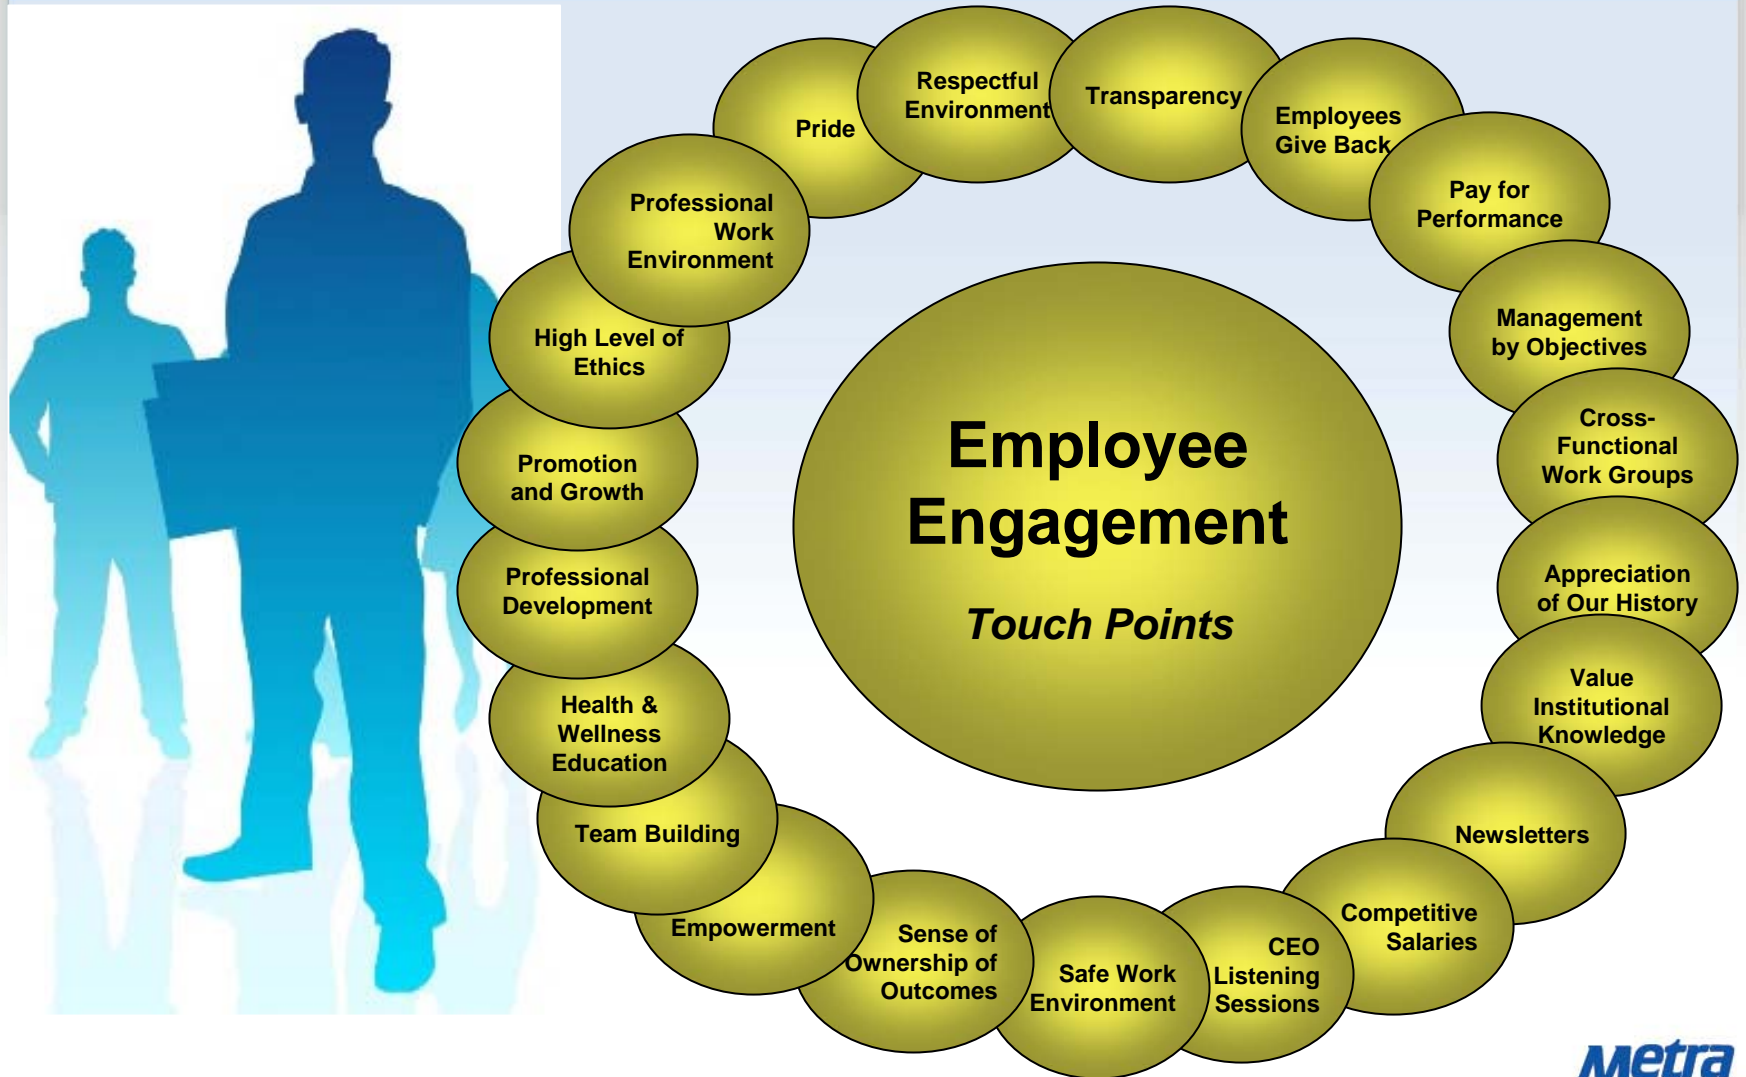 Respectful
Environment
Transparency
Employees
Give Back
Pride
Pay for
Performance
Professional
Work
Environment
Management
by Objectives
High Level of
Ethics
Cross-
Functional
Work Groups
Employee
Engagement
Touch Points
Promotion
and Growth
Appreciation
of Our History
Professional
Development
Value
Institutional
Knowledge
Health &
Wellness
Education
Newsletters
Team Building
Competitive
Salaries
Empowerment
Sense of
Ownership of
Outcomes
CEO
Listening
Sessions
Safe Work
Environment
Metra